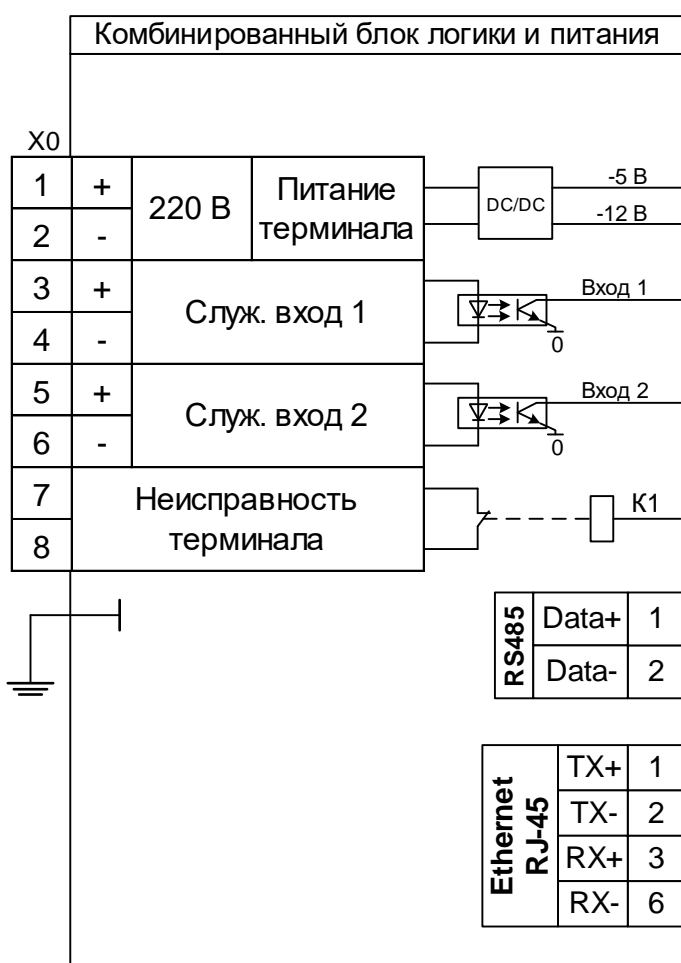 Комбинированный блок логики и питания
X0
1 + 220 В Питание терминала
2 -
DC/DC
-5 В
-12 В
3 + Служ. вход 1
4 -
Вход 1
0
5 + Служ. вход 2
6 -
Вход 2
0
7 Неисправность
8 терминала
К1
RS485
Data+ 1
Data- 2
Ethernet
RJ-45
TX+ 1
TX- 2
RX+ 3
RX- 6